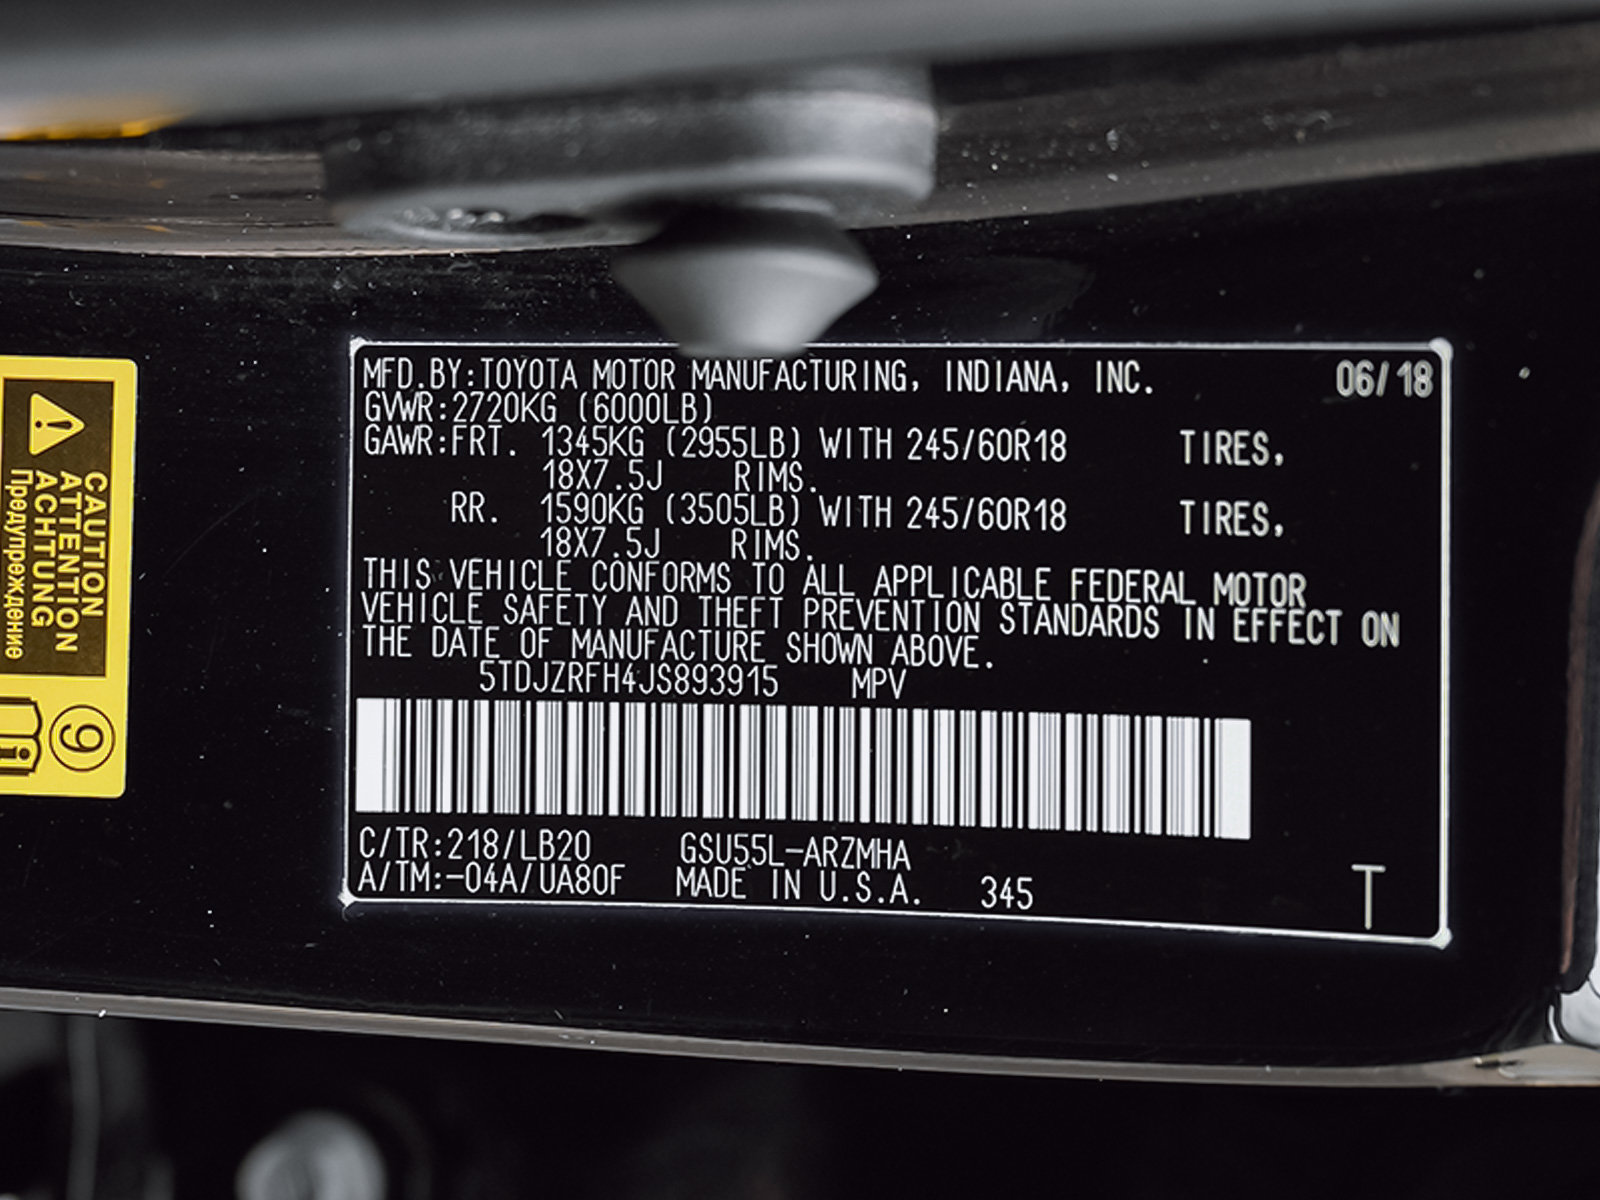 MFD.BY:TOYOTA MOTOR MANUFACTURING, INDIANA, INC. 06/18
GVWR:2720KG (6000LB)
GAWR:FRT. 1345KG (2955LB) WITH 245/60R18 TIRES,
18X7.5J RIMS.
RR. 1590KG (3505LB) WITH 245/60R18 TIRES,
18X7.5J RIMS.
THIS VEHICLE CONFORMS TO ALL APPLICABLE FEDERAL MOTOR
VEHICLE SAFETY AND THEFT PREVENTION STANDARDS IN EFFECT ON
THE DATE OF MANUFACTURE SHOWN ABOVE.
5TDJZRFH4JS893915 MPV
C/TR:218/LB20 GSU55L-ARZMHA
A/TM:-04A/UA80F MADE IN U.S.A. 345 T
CAUTION
ATTENTION
ACHTUNG
Предупреждение
9
i